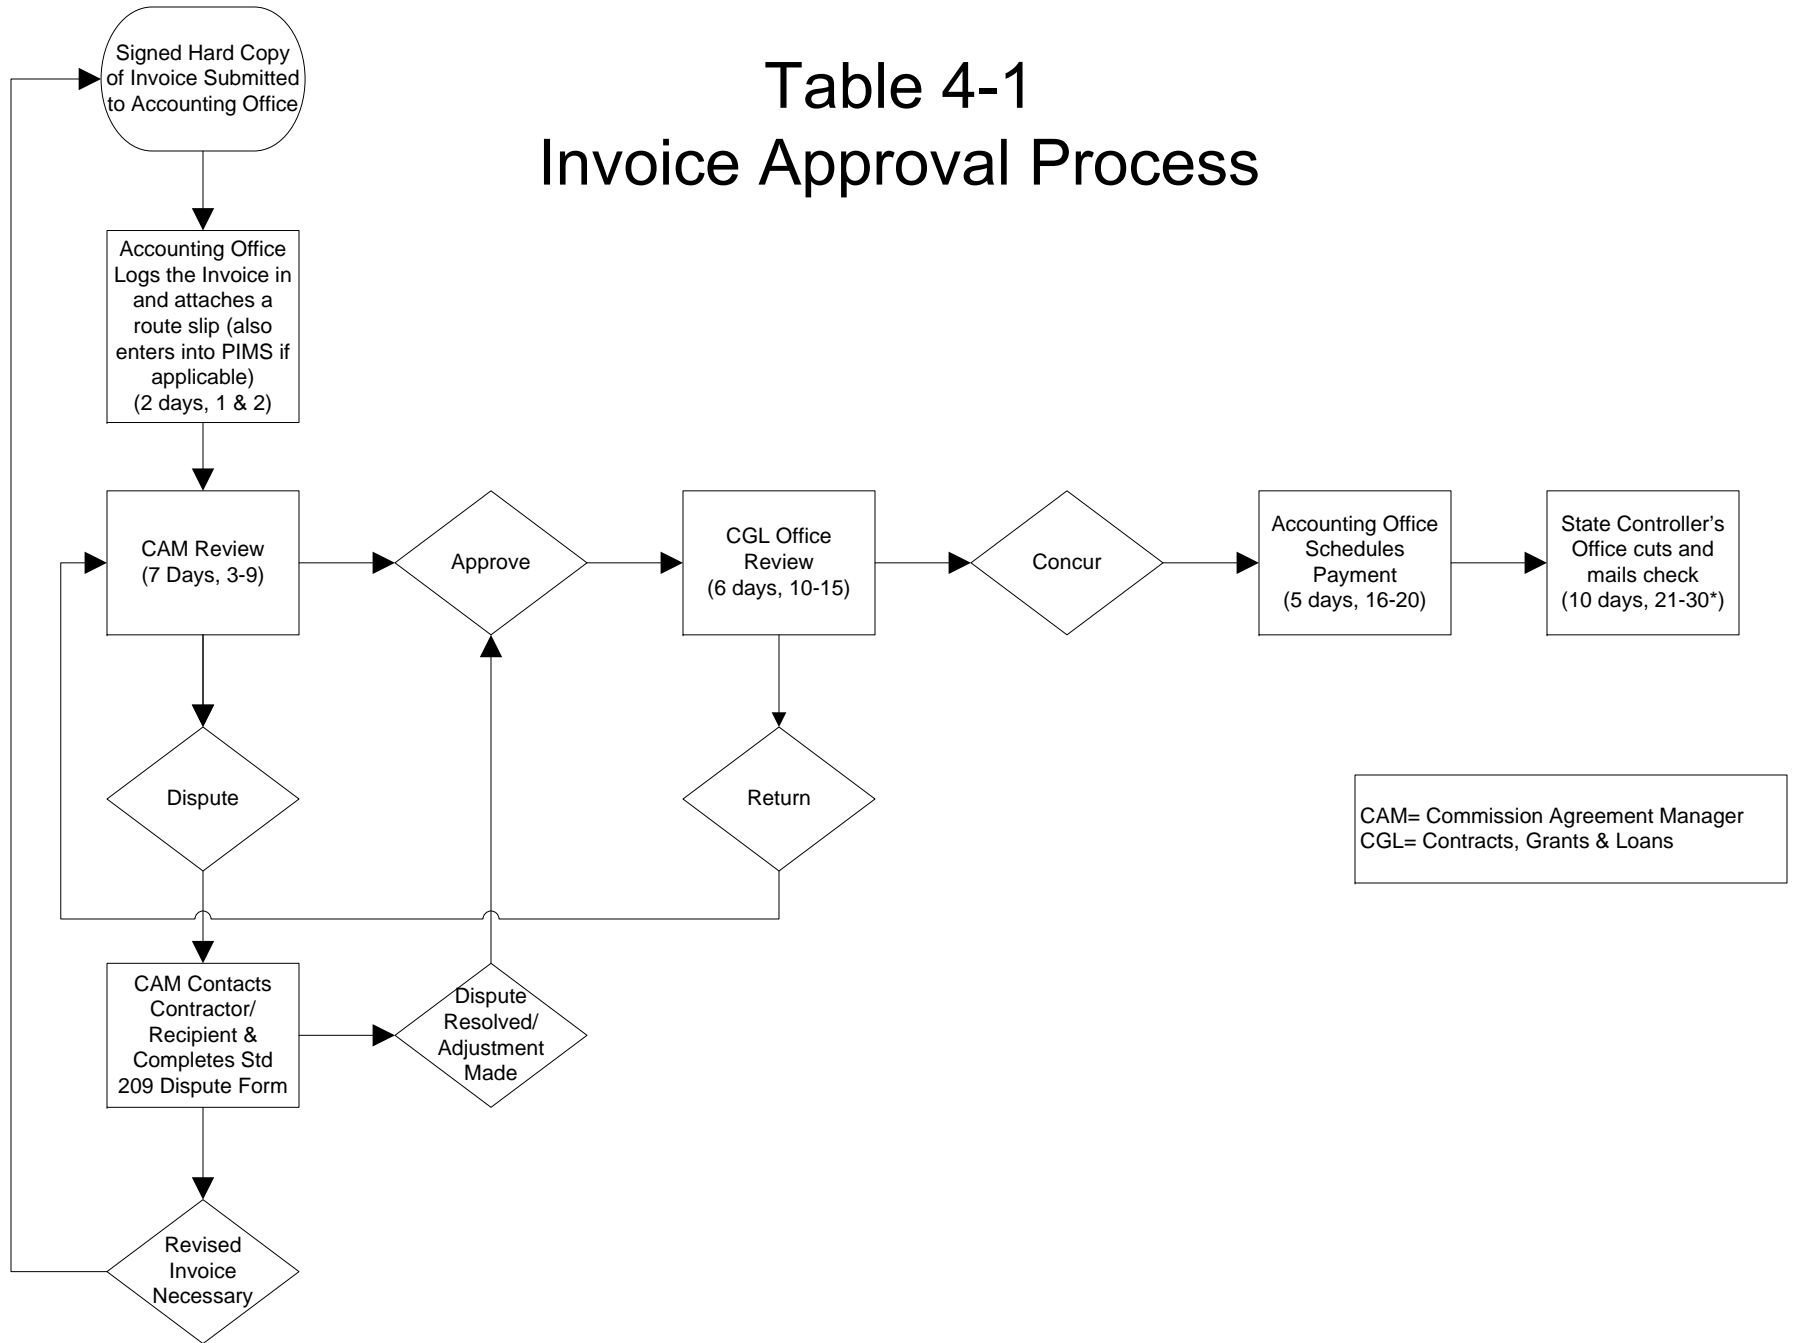 Table 4-1
Invoice Approval Process
Signed Hard Copy
of Invoice Submitted
to Accounting Office
Accounting Office
Logs the Invoice in
and attaches a
route slip (also
enters into PIMS if
applicable)
(2 days, 1 & 2)
CAM Review
(7 Days, 3-9)
Approve
CGL Office
Review
(6 days, 10-15)
Concur
Accounting Office
Schedules
Payment
(5 days, 16-20)
State Controller’s
Office cuts and
mails check
(10 days, 21-30*)
Dispute
Return
CAM= Commission Agreement Manager
CGL= Contracts, Grants & Loans
CAM Contacts
Contractor/
Recipient &
Completes Std
209 Dispute Form
Dispute
Resolved/
Adjustment
Made
Revised
Invoice
Necessary